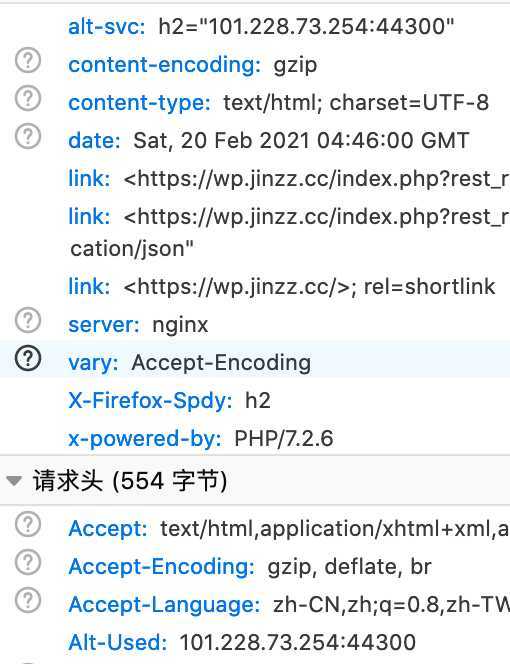 alt-svc: h2="101.228.73.254:44300"
content-encoding: gzip
content-type: text/html; charset=UTF-8
date: Sat, 20 Feb 2021 04:46:00 GMT
link: <https://wp.jinzz.cc/index.php?rest_r
link: <https://wp.jinzz.cc/index.php?rest_r
cation/json"
link: <https://wp.jinzz.cc/>; rel=shortlink
server: nginx
vary: Accept-Encoding
X-Firefox-Spdy: h2
x-powered-by: PHP/7.2.6
请求头 (554 字节)
Accept: text/html,application/xhtml+xml,a
Accept-Encoding: gzip, deflate, br
Accept-Language: zh-CN,zh;q=0.8,zh-TW
Alt-Used: 101.228.73.254:44300